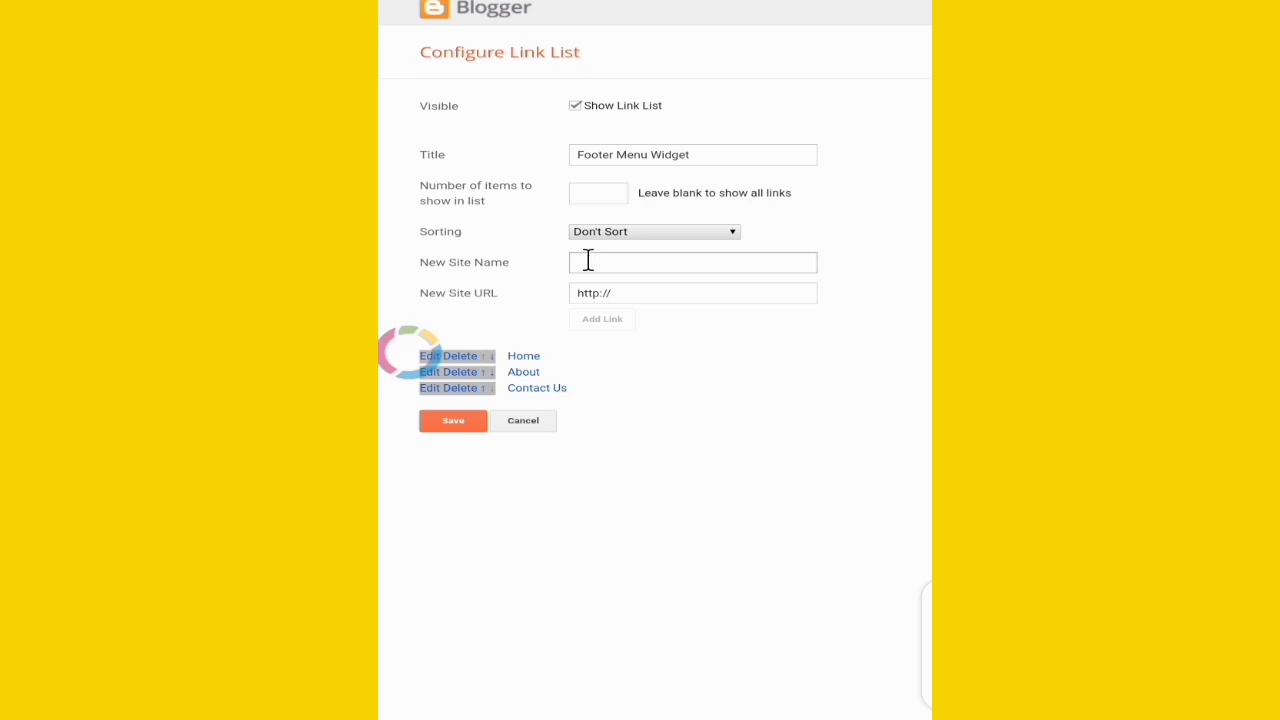 Blogger
Configure Link List
Visible Show Link List
Title Footer Menu Widget
Number of items to show in list Leave blank to show all links
Sorting Don't Sort ▼
New Site Name
New Site URL http://
Add Link
Edit Delete ↑ ↓ Home
Edit Delete ↑ ↓ About
Edit Delete ↑ ↓ Contact Us
Save Cancel